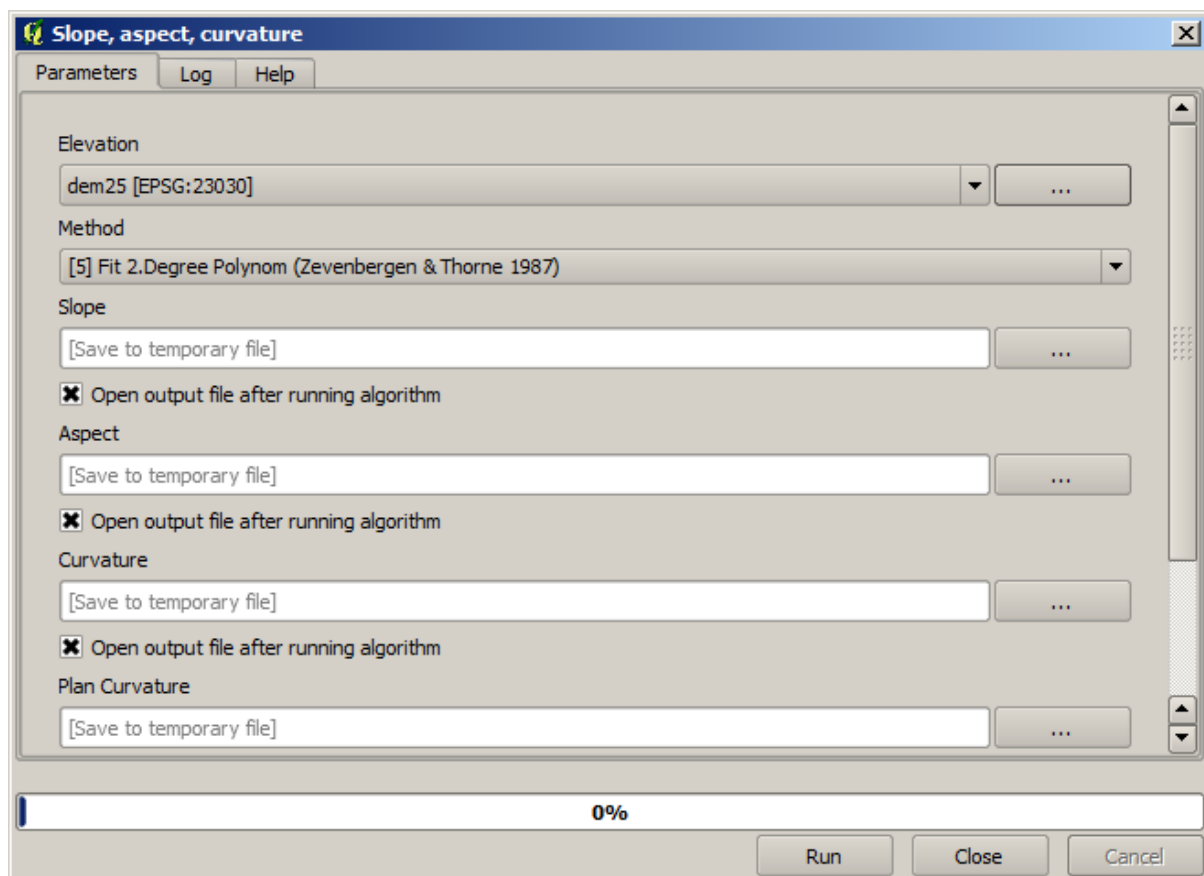 Slope, aspect, curvature
Parameters Log Help
Elevation
dem25 [EPSG:23030] ...
Method
[5] Fit 2.Degree Polynom (Zevenbergen & Thorne 1987)
Slope
[Save to temporary file] ...
Open output file after running algorithm
Aspect
[Save to temporary file] ...
Open output file after running algorithm
Curvature
[Save to temporary file] ...
Open output file after running algorithm
Plan Curvature
[Save to temporary file] ...
0%
Run Close Cancel